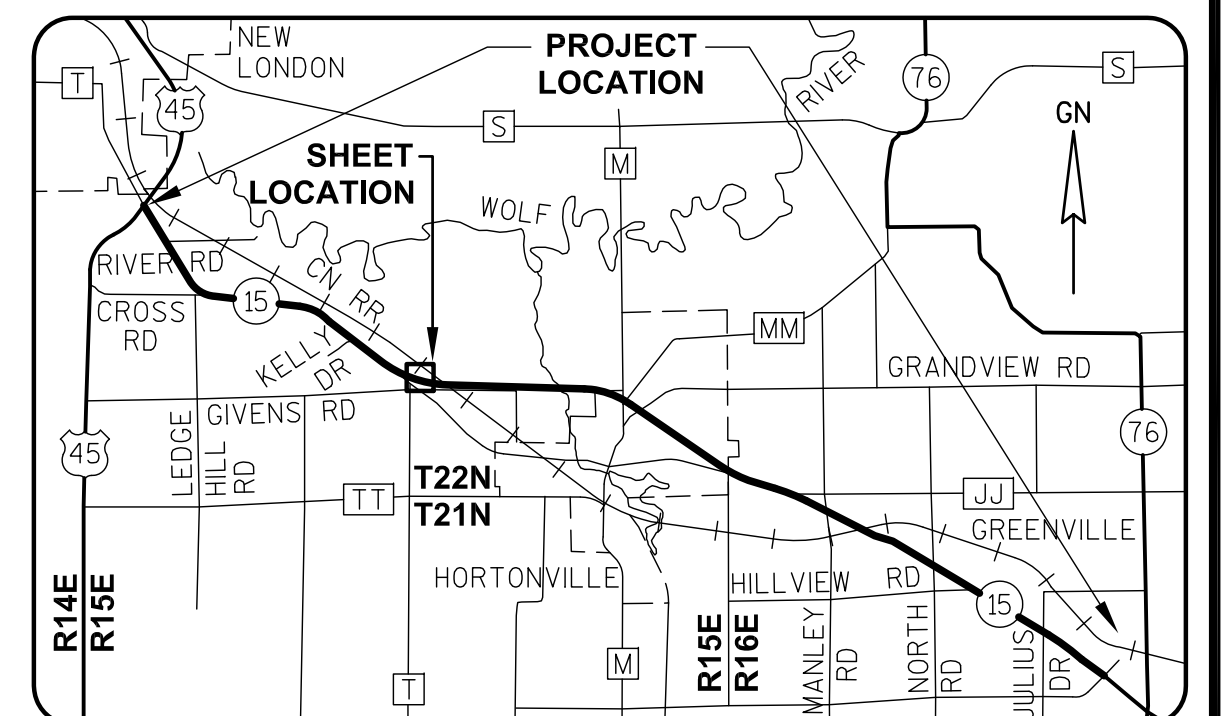 NEW
LONDON
PROJECT
LOCATION
RIVER
76
S
T
45
S
M
GN
SHEET
LOCATION
WOLF
RIVER RD
CN RR
15
CROSS
RD
MM
KELLY
DR
GRANDVIEW RD
GIVENS RD
76
45
LEDGE
HILL
RD
T22N
T21N
TT
JJ
GREENVILLE
HORTONVILLE
HILLVIEW RD
15
R14E
R15E
R15E
R16E
MANLEY
RD
NORTH
RD
JULIUS
DR
M
T